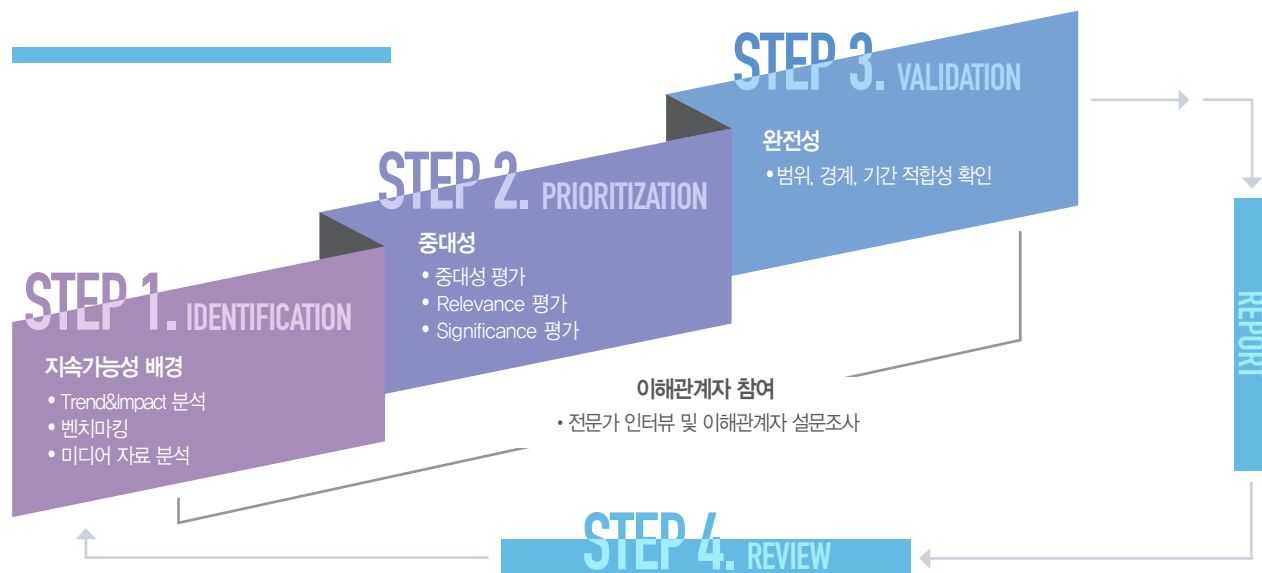 STEP 1. IDENTIFICATION
지속가능성 배경
• Trend&Impact 분석
• 벤치마킹
• 미디어 자료 분석
STEP 2. PRIORITIZATION
중대성
• 중대성 평가
• Relevance 평가
• Significance 평가
STEP 3. VALIDATION
완전성
• 범위, 경계, 기간 적합성 확인
이해관계자 참여
• 전문가 인터뷰 및 이해관계자 설문조사
REPORT
STEP 4. REVIEW